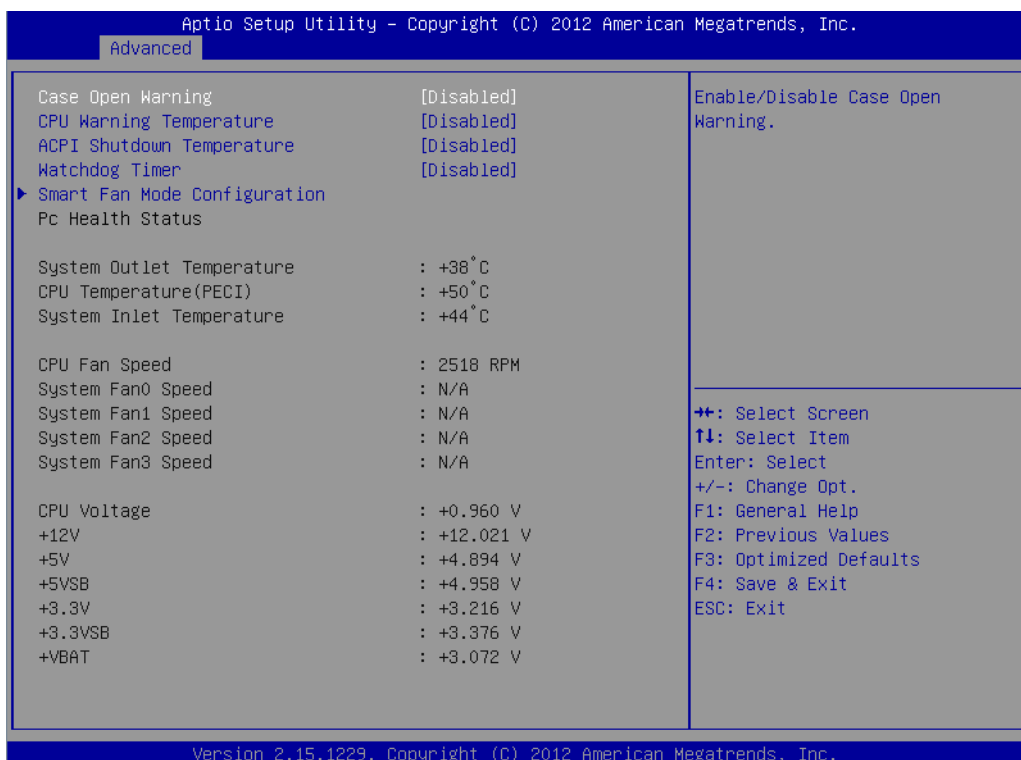 Aptio Setup Utility – Copyright (C) 2012 American Megatrends, Inc.
Advanced
Case Open Warning [Disabled]
CPU Warning Temperature [Disabled]
ACPI Shutdown Temperature [Disabled]
Watchdog Timer [Disabled]
▶ Smart Fan Mode Configuration
Pc Health Status
System Outlet Temperature : +38°C
CPU Temperature(PECI) : +50°C
System Inlet Temperature : +44°C
CPU Fan Speed : 2518 RPM
System Fan0 Speed : N/A
System Fan1 Speed : N/A
System Fan2 Speed : N/A
System Fan3 Speed : N/A
CPU Voltage : +0.960 V
+12V : +12.021 V
+5V : +4.894 V
+5VSB : +4.958 V
+3.3V : +3.216 V
+3.3VSB : +3.376 V
+VBAT : +3.072 V
Enable/Disable Case Open
Warning.
→←: Select Screen
↑↓: Select Item
Enter: Select
+/-: Change Opt.
F1: General Help
F2: Previous Values
F3: Optimized Defaults
F4: Save & Exit
ESC: Exit
Version 2.15.1229. Copyright (C) 2012 American Megatrends, Inc.